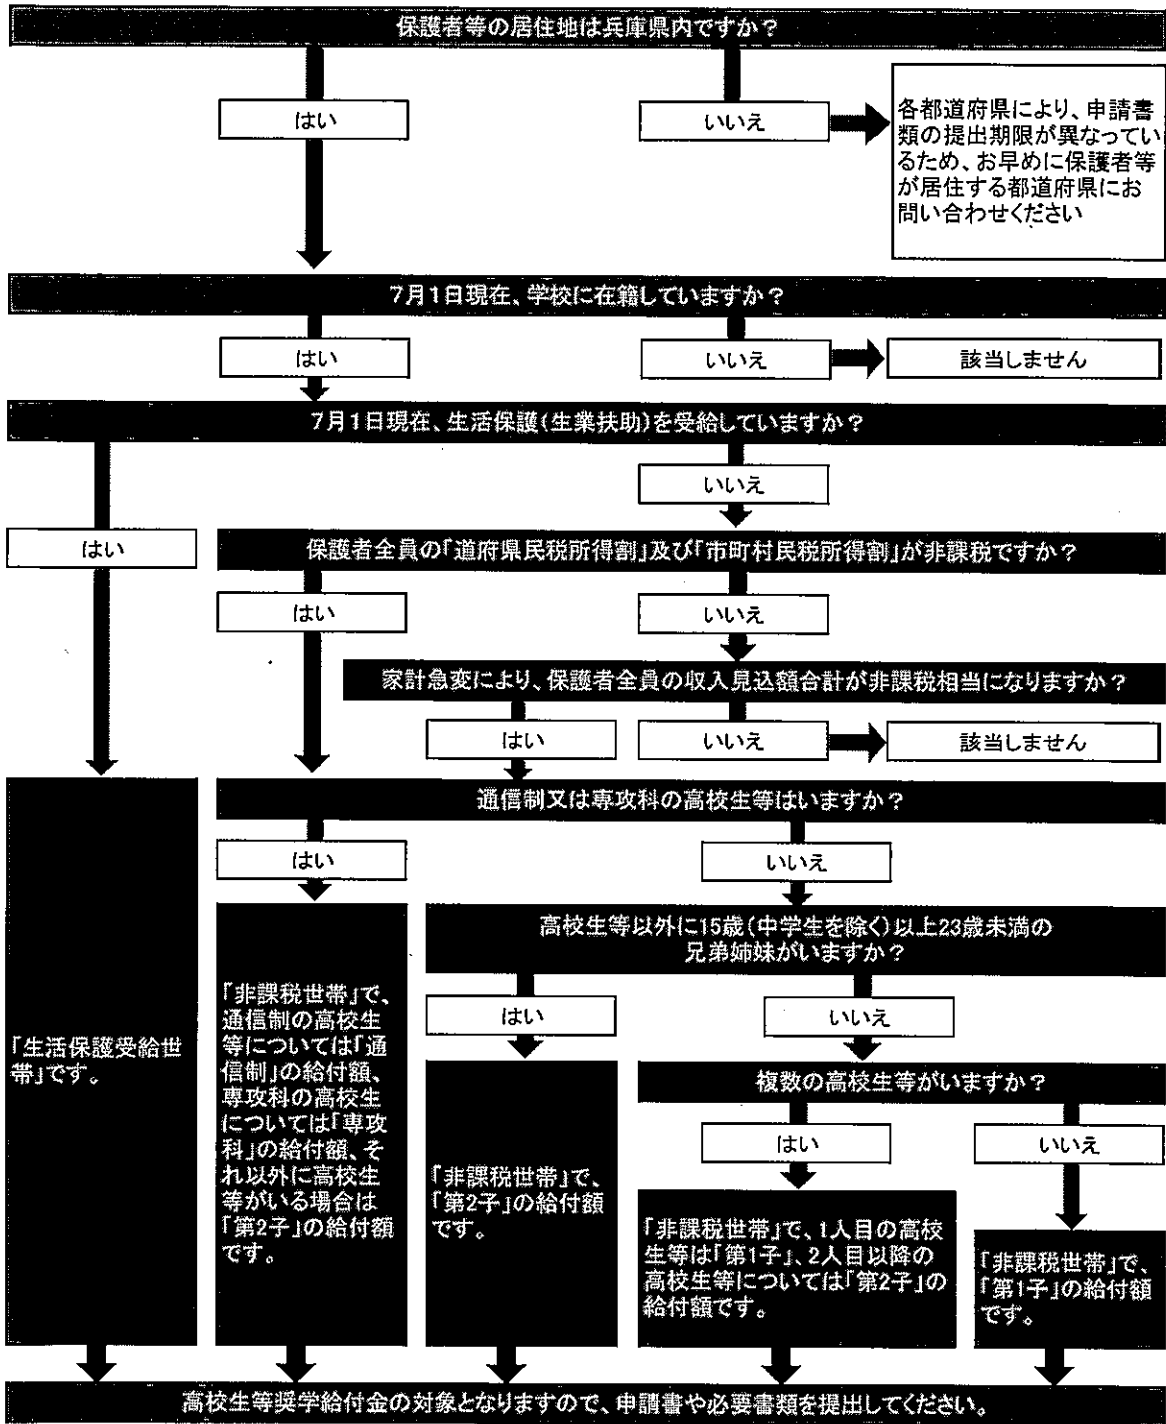 保護者等の居住地は兵庫県内ですか？
はい
いいえ
各都道府県により、申請書
類の提出期限が異なってい
るため、お早めに保護者等
が居住する都道府県にお
問い合わせください
7月1日現在、学校に在籍していますか？
はい
いいえ
該当しません
7月1日現在、生活保護(生業扶助)を受給していますか？
いいえ
はい
保護者全員の「道府県民税所得割」及び「市町村民税所得割」が非課税ですか？
はい
いいえ
家計急変により、保護者全員の収入見込額合計が非課税相当になりますか？
はい
いいえ
該当しません
通信制又は専攻科の高校生等はいますか？
はい
いいえ
高校生等以外に15歳(中学生を除く)以上23歳未満の
兄弟姉妹がいますか？
はい
いいえ
複数の高校生等がいますか？
はい
いいえ
「生活保護受給世
帯」です。
「非課税世帯」で、
通信制の高校生
等については「通
信制」の給付額、
専攻科の高校生
については「専攻
科」の給付額、そ
れ以外に高校生
等がいる場合は
「第2子」の給付額
です。
「非課税世帯」で、
「第2子」の給付額
です。
「非課税世帯」で、1人目の高校
生等は「第1子」、2人目以降の
高校生等については「第2子」の
給付額です。
「非課税世帯」で、
「第1子」の給付額
です。
高校生等奨学給付金の対象となりますので、申請書や必要書類を提出してください。